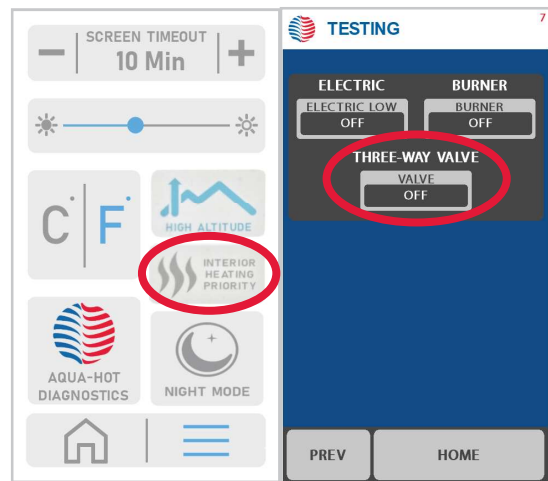 SCREEN TIMEOUT
10 Min
C˙
F˙
HIGH ALTITUDE
INTERIOR
HEATING
PRIORITY
AQUA-HOT
DIAGNOSTICS
NIGHT MODE
TESTING
7
ELECTRIC
BURNER
ELECTRIC LOW
OFF
BURNER
OFF
THREE-WAY VALVE
VALVE
OFF
PREV
HOME